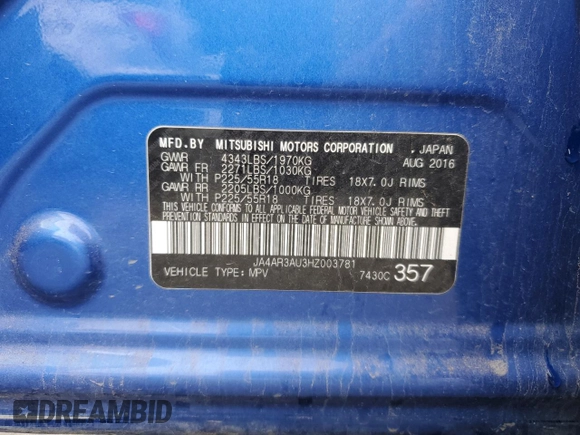 MFD.BY MITSUBISHI MOTORS CORPORATION . JAPAN
GVWR 4343LBS/1970KG AUG 2016
GAWR FR 2271LBS/1030KG
WITH P225/55R18 TIRES 18X7.0J RIMS
GAWR RR 2205LBS/1000KG
WITH P225/55R18 TIRES 18X7.0J RIMS
THIS VEHICLE CONFORMS TO ALL APPLICABLE FEDERAL MOTOR VEHICLE SAFETY, BUMPER, AND THEFT
PREVENTION STANDARDS IN EFFECT ON THE DATE OF MANUFACTURE SHOWN ABOVE.
JA4AR3AU3HZ003781
VEHICLE TYPE: MPV 7430C 357
DREAMBID